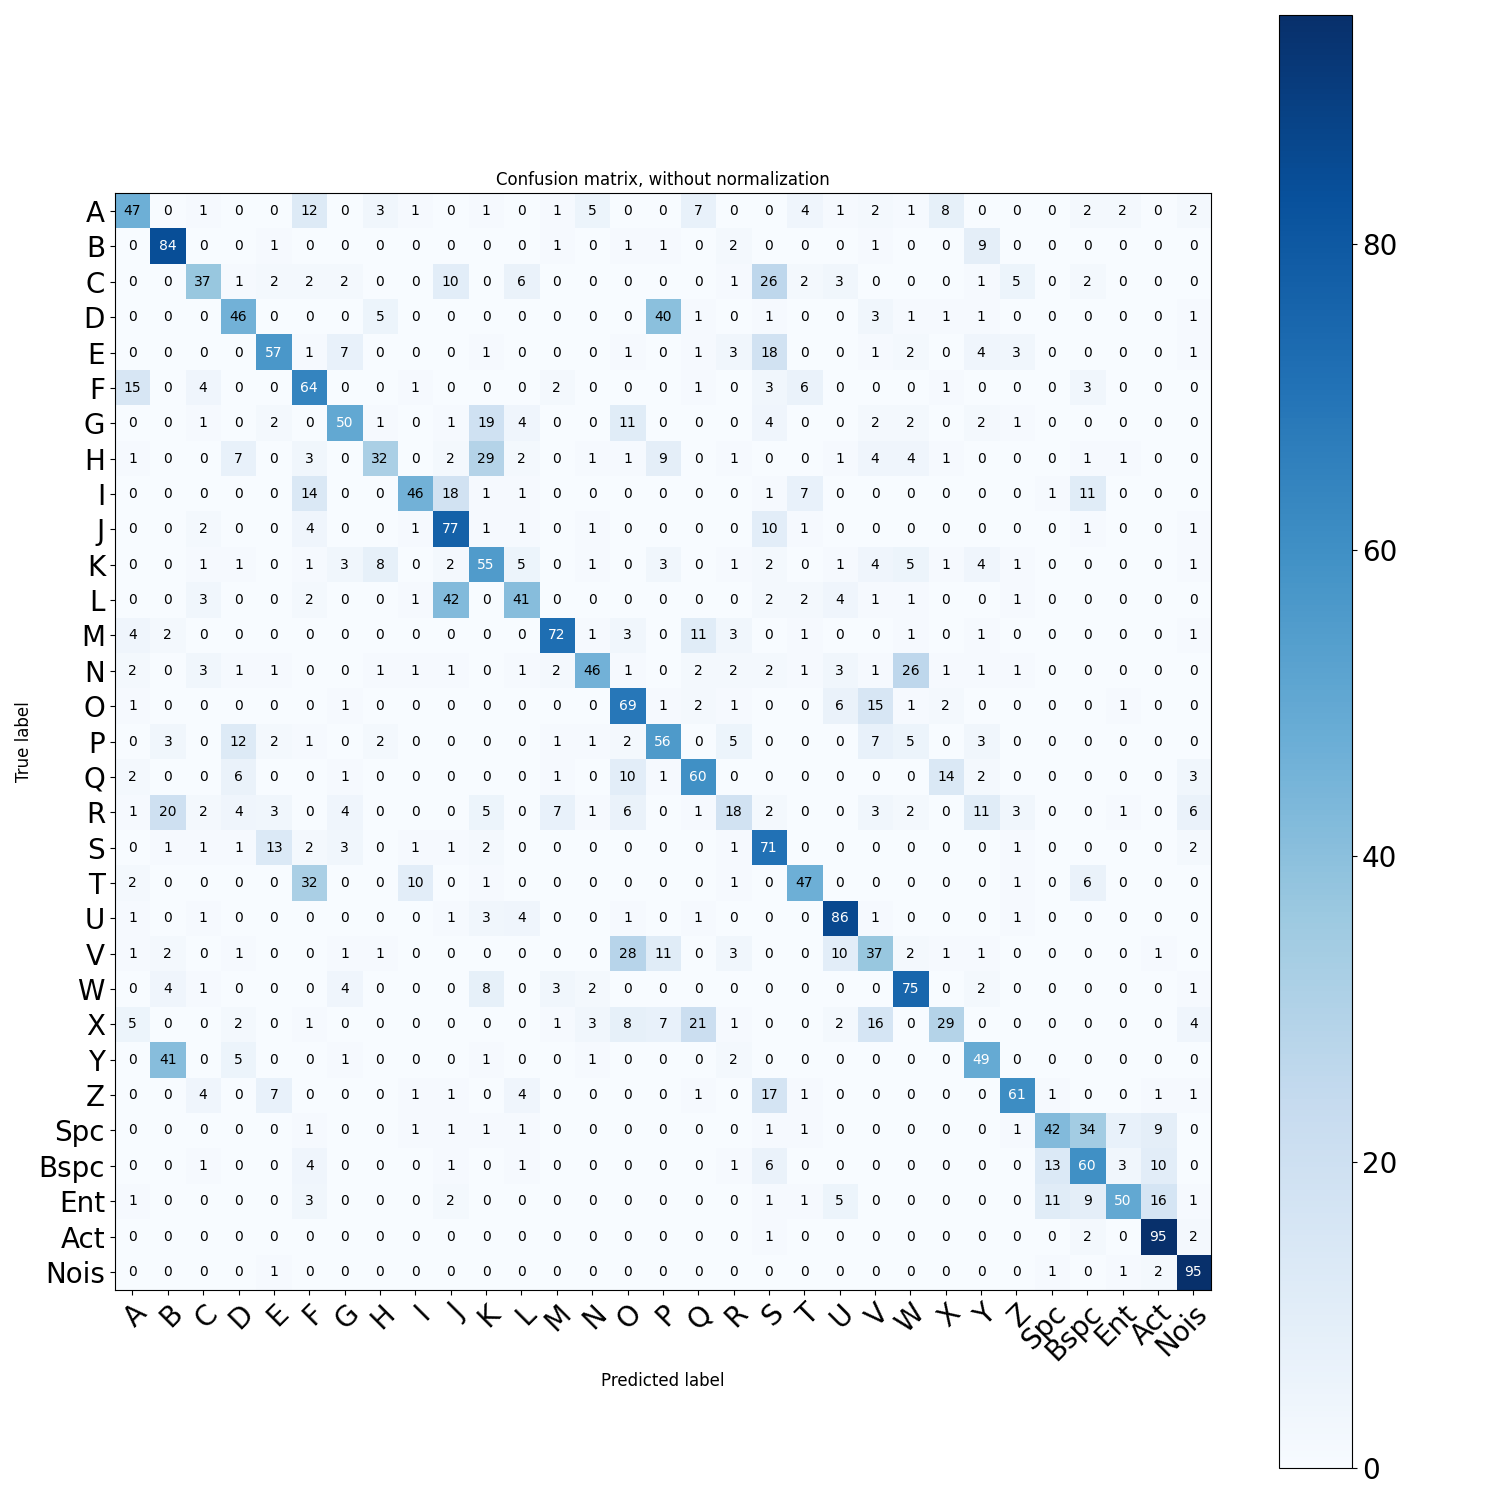 Confusion matrix, without normalization
True label
A 47 0 1 0 0 12 0 3 1 0 1 0 1 5 0 0 7 0 0 4 1 2 1 8 0 0 0 2 2 0 2
B 0 84 0 0 1 0 0 0 0 0 0 0 1 0 1 1 0 2 0 0 0 1 0 0 9 0 0 0 0 0 0
C 0 0 37 1 2 2 2 0 0 10 0 6 0 0 0 0 0 1 26 2 3 0 0 0 1 5 0 2 0 0 0
D 0 0 0 46 0 0 0 5 0 0 0 0 0 0 0 40 1 0 1 0 0 3 1 1 1 0 0 0 0 0 1
E 0 0 0 0 57 1 7 0 0 0 1 0 0 0 1 0 1 3 18 0 0 1 2 0 4 3 0 0 0 0 1
F 15 0 4 0 0 64 0 0 1 0 0 0 2 0 0 0 1 0 3 6 0 0 0 1 0 0 0 3 0 0 0
G 0 0 1 0 2 0 50 1 0 1 19 4 0 0 11 0 0 0 4 0 0 2 2 0 2 1 0 0 0 0 0
H 1 0 0 7 0 3 0 32 0 2 29 2 0 1 1 9 0 1 0 0 1 4 4 1 0 0 0 1 1 0 0
I 0 0 0 0 0 14 0 0 46 18 1 1 0 0 0 0 0 0 1 7 0 0 0 0 0 0 1 11 0 0 0
J 0 0 2 0 0 4 0 0 1 77 1 1 0 1 0 0 0 0 10 1 0 0 0 0 0 0 0 1 0 0 1
K 0 0 1 1 0 1 3 8 0 2 55 5 0 1 0 3 0 1 2 0 1 4 5 1 4 1 0 0 0 0 1
L 0 0 3 0 0 2 0 0 1 42 0 41 0 0 0 0 0 0 2 2 4 1 1 0 0 1 0 0 0 0 0
M 4 2 0 0 0 0 0 0 0 0 0 0 72 1 3 0 11 3 0 1 0 0 1 0 1 0 0 0 0 0 1
N 2 0 3 1 1 0 0 1 1 1 0 1 2 46 1 0 2 2 2 1 3 1 26 1 1 1 0 0 0 0 0
O 1 0 0 0 0 0 1 0 0 0 0 0 0 0 69 1 2 1 0 0 6 15 1 2 0 0 0 0 1 0 0
P 0 3 0 12 2 1 0 2 0 0 0 0 1 1 2 56 0 5 0 0 0 7 5 0 3 0 0 0 0 0 0
Q 2 0 0 6 0 0 1 0 0 0 0 0 1 0 10 1 60 0 0 0 0 0 0 14 2 0 0 0 0 0 3
R 1 20 2 4 3 0 4 0 0 0 5 0 7 1 6 0 1 18 2 0 0 3 2 0 11 3 0 0 1 0 6
S 0 1 1 1 13 2 3 0 1 1 2 0 0 0 0 0 0 1 71 0 0 0 0 0 0 1 0 0 0 0 2
T 2 0 0 0 0 32 0 0 10 0 1 0 0 0 0 0 0 1 0 47 0 0 0 0 0 1 0 6 0 0 0
U 1 0 1 0 0 0 0 0 0 1 3 4 0 0 1 0 1 0 0 0 86 1 0 0 0 1 0 0 0 0 0
V 1 2 0 1 0 0 1 1 0 0 0 0 0 0 28 11 0 3 0 0 10 37 2 1 1 0 0 0 0 1 0
W 0 4 1 0 0 0 4 0 0 0 8 0 3 2 0 0 0 0 0 0 0 0 75 0 2 0 0 0 0 0 1
X 5 0 0 2 0 1 0 0 0 0 0 0 1 3 8 7 21 1 0 0 2 16 0 29 0 0 0 0 0 0 4
Y 0 41 0 5 0 0 1 0 0 0 1 0 0 1 0 0 0 2 0 0 0 0 0 0 49 0 0 0 0 0 0
Z 0 0 4 0 7 0 0 0 1 1 0 4 0 0 0 0 1 0 17 1 0 0 0 0 0 61 1 0 0 1 1
Spc 0 0 0 0 0 1 0 0 1 1 1 1 0 0 0 0 0 0 1 1 0 0 0 0 0 1 42 34 7 9 0
Bspc 0 0 1 0 0 4 0 0 0 1 0 1 0 0 0 0 0 1 6 0 0 0 0 0 0 0 13 60 3 10 0
Ent 1 0 0 0 0 3 0 0 0 2 0 0 0 0 0 0 0 0 1 1 5 0 0 0 0 0 11 9 50 16 1
Act 0 0 0 0 0 0 0 0 0 0 0 0 0 0 0 0 0 0 1 0 0 0 0 0 0 0 0 2 0 95 2
Nois 0 0 0 0 1 0 0 0 0 0 0 0 0 0 0 0 0 0 0 0 0 0 0 0 0 0 1 0 1 2 95
A B C D E F G H I J K L M N O P Q R S T U V W X Y Z Spc Bspc Ent Act Nois
Predicted label
80
60
40
20
0